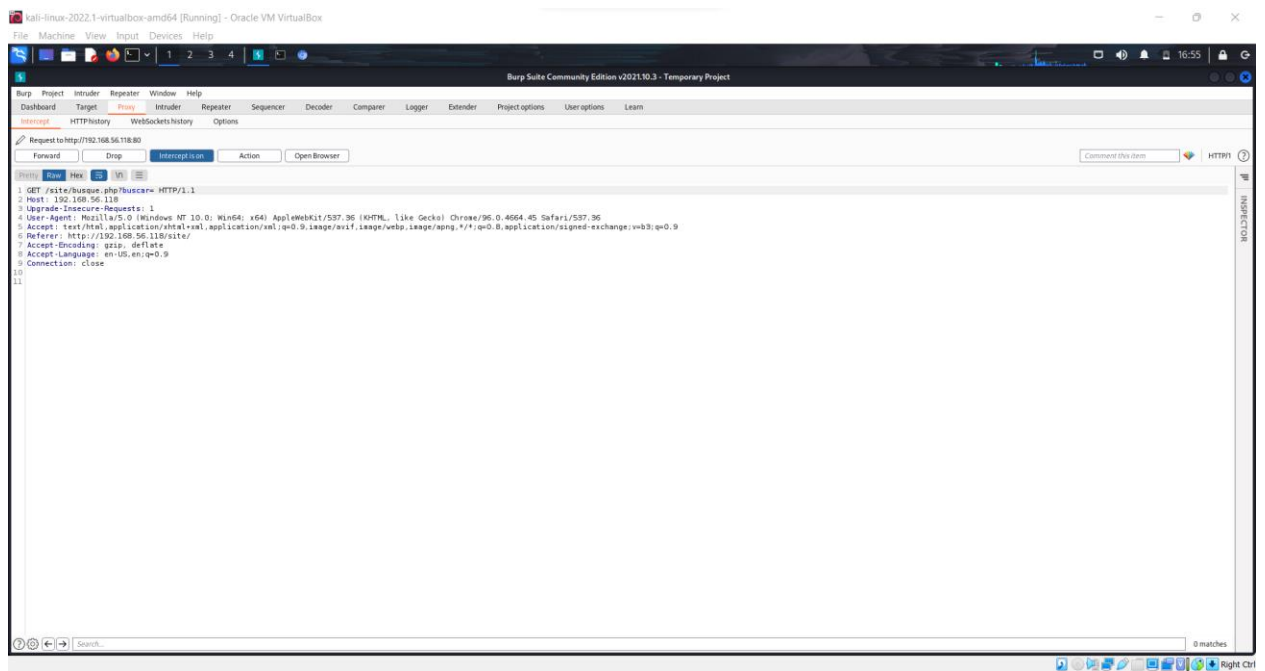 kali-linux-2022.1-virtualbox-amd64 [Running] - Oracle VM VirtualBox
File Machine View Input Devices Help
1 2 3 4 16:55
Burp Suite Community Edition v2021.10.3 - Temporary Project
Burp Project Intruder Repeater Window Help
Dashboard Target Proxy Intruder Repeater Sequencer Decoder Comparer Logger Extender Project options User options Learn
Intercept HTTP history WebSockets history Options
Request to http://192.168.56.118:80
Forward Drop Intercept is on Action Open Browser Comment this item HTTP/1 ?
Pretty Raw Hex \n
INSPECTOR
1 GET /site/busque.php?buscar= HTTP/1.1
2 Host: 192.168.56.118
3 Upgrade-Insecure-Requests: 1
4 User-Agent: Mozilla/5.0 (Windows NT 10.0; Win64; x64) AppleWebKit/537.36 (KHTML, like Gecko) Chrome/96.0.4664.45 Safari/537.36
5 Accept: text/html,application/xhtml+xml,application/xml;q=0.9,image/avif,image/webp,image/apng,*/*;q=0.8,application/signed-exchange;v=b3;q=0.9
6 Referer: http://192.168.56.118/site/
7 Accept-Encoding: gzip, deflate
8 Accept-Language: en-US,en;q=0.9
9 Connection: close
10
11
Search... 0 matches
Right Ctrl